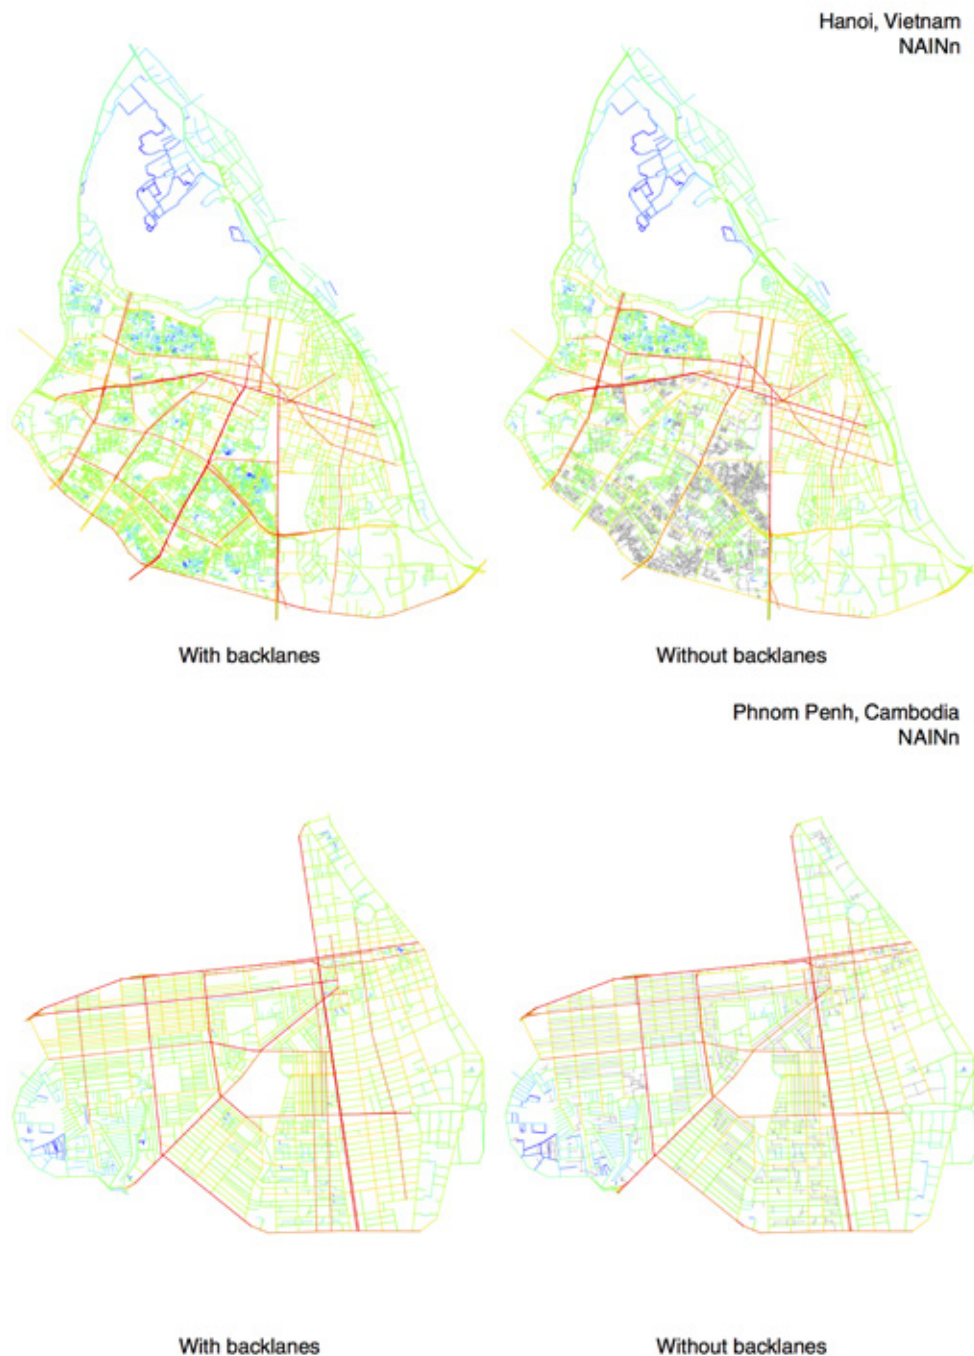 Hanoi, Vietnam
NAINn
With backlanes
Without backlanes
Phnom Penh, Cambodia
NAINn
With backlanes
Without backlanes